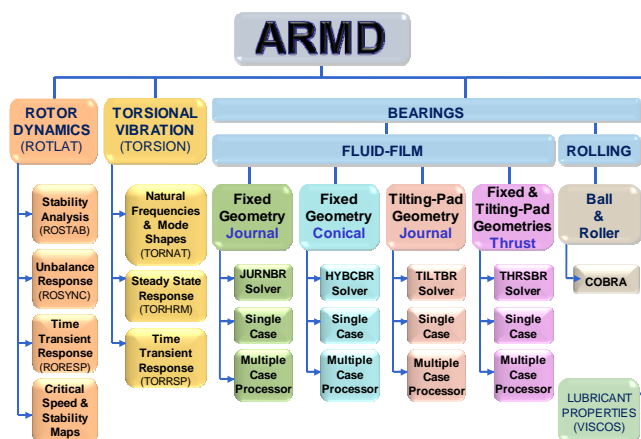 ARMD
ROTOR
DYNAMICS
(ROTLAT)
TORSIONAL
VIBRATION
(TORSION)
BEARINGS
FLUID-FILM
ROLLING
Stability
Analysis
(ROSTAB)
Unbalance
Response
(ROSYNC)
Time
Transient
Response
(RORESP)
Critical
Speed &
Stability
Maps
Natural
Frequencies
& Mode
Shapes
(TORNAT)
Steady State
Response
(TORHRM)
Time
Transient
Response
(TORRSP)
Fixed
Geometry
Journal
JURNBR
Solver
Single
Case
Multiple
Case
Processor
Fixed
Geometry
Conical
HYBCBR
Solver
Single
Case
Multiple
Case
Processor
Tilting-Pad
Geometry
Journal
TILTBR
Solver
Single
Case
Multiple
Case
Processor
Fixed &
Tilting-Pad
Geometries
Thrust
THRSBR
Solver
Single
Case
Multiple
Case
Processor
Ball
&
Roller
COBRA
LUBRICANT
PROPERTIES
(VISCOS)